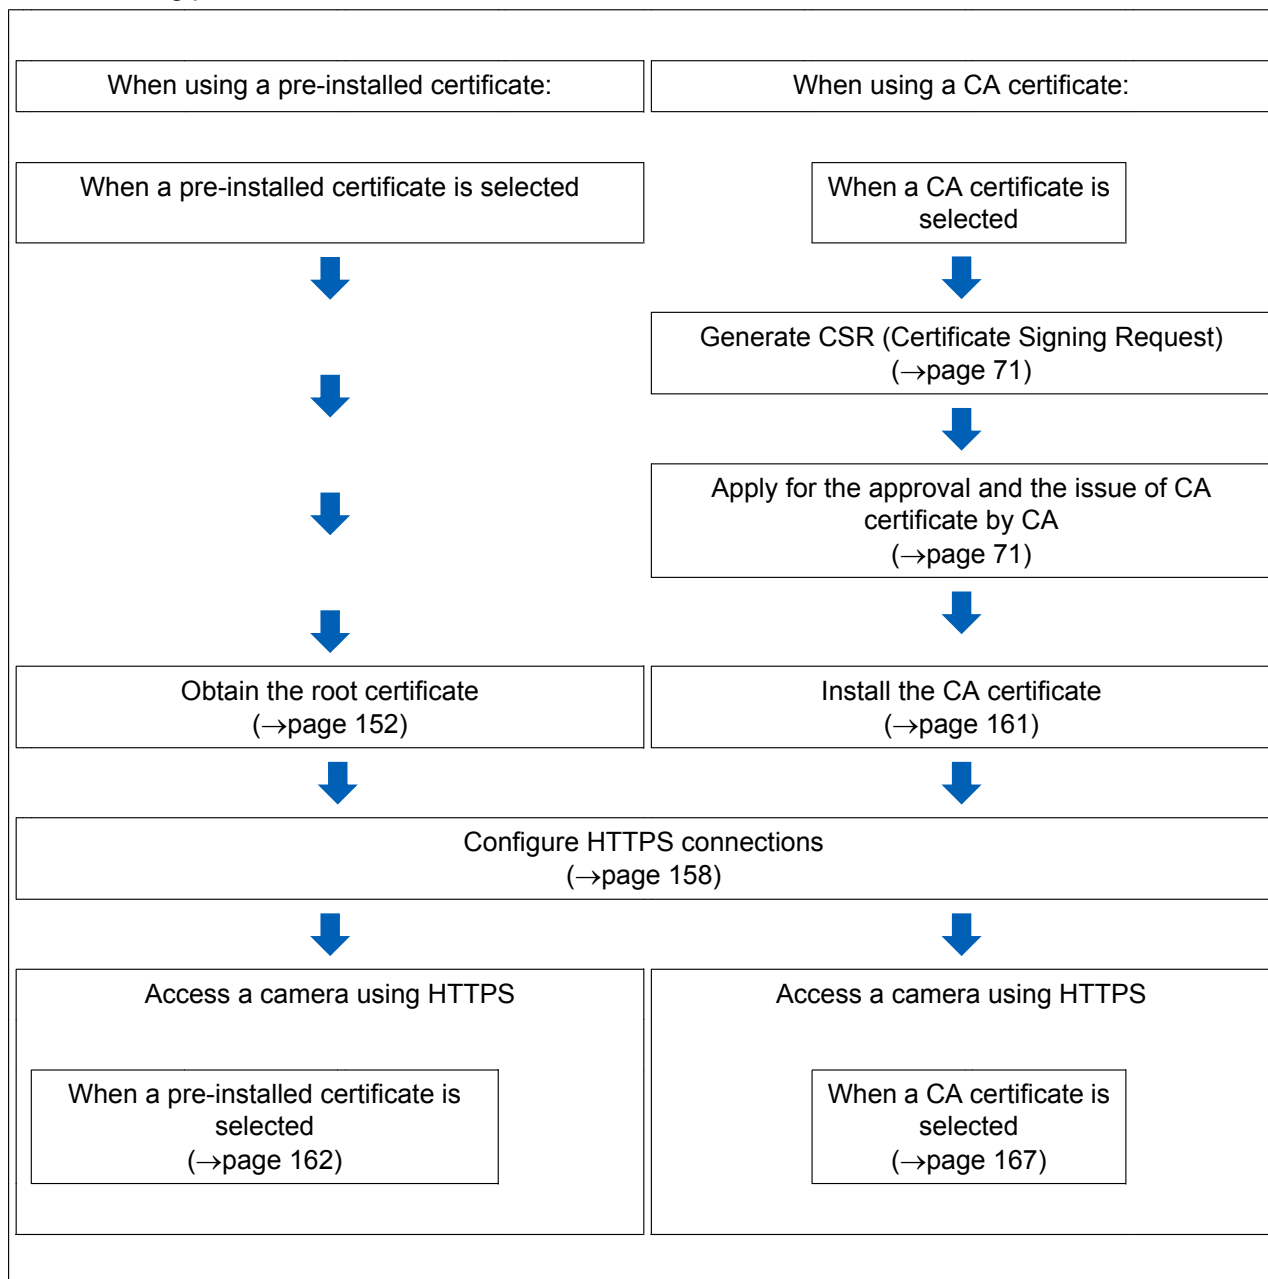 When using a pre-installed certificate:
When using a CA certificate:
When a pre-installed certificate is selected
When a CA certificate is
selected
Generate CSR (Certificate Signing Request)
(→page 71)
Apply for the approval and the issue of CA
certificate by CA
(→page 71)
Obtain the root certificate
(→page 152)
Install the CA certificate
(→page 161)
Configure HTTPS connections
(→page 158)
Access a camera using HTTPS
When a pre-installed certificate is
selected
(→page 162)
Access a camera using HTTPS
When a CA certificate is
selected
(→page 167)